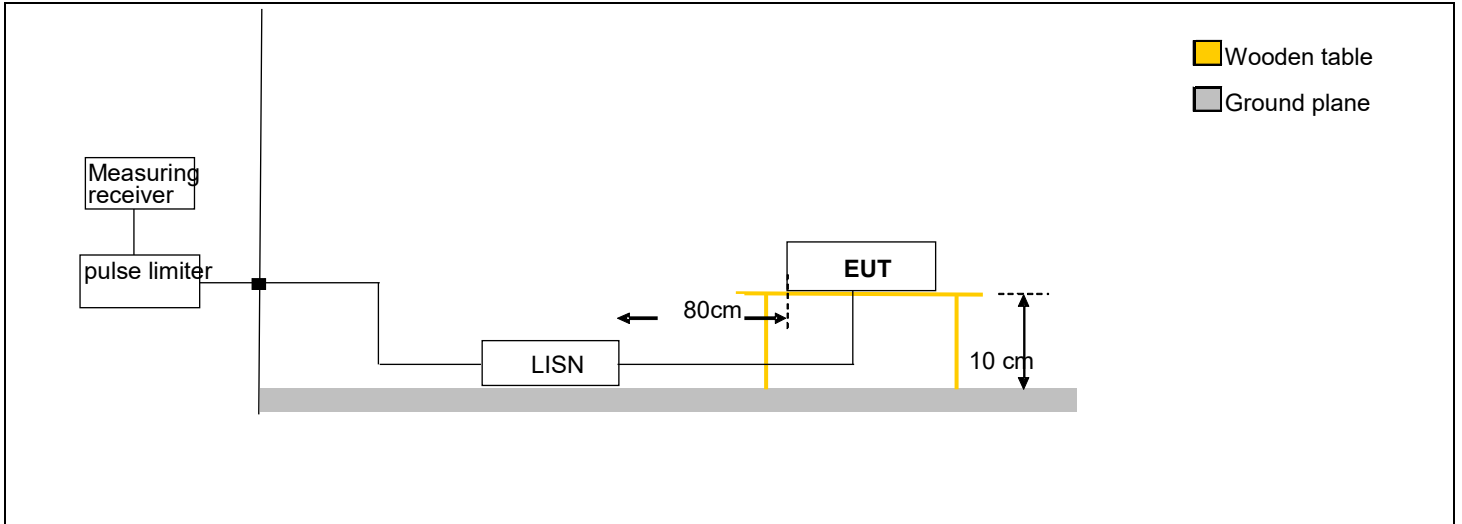 Wooden table
Ground plane
Measuring
receiver
pulse limiter
EUT
80cm
LISN
10 cm